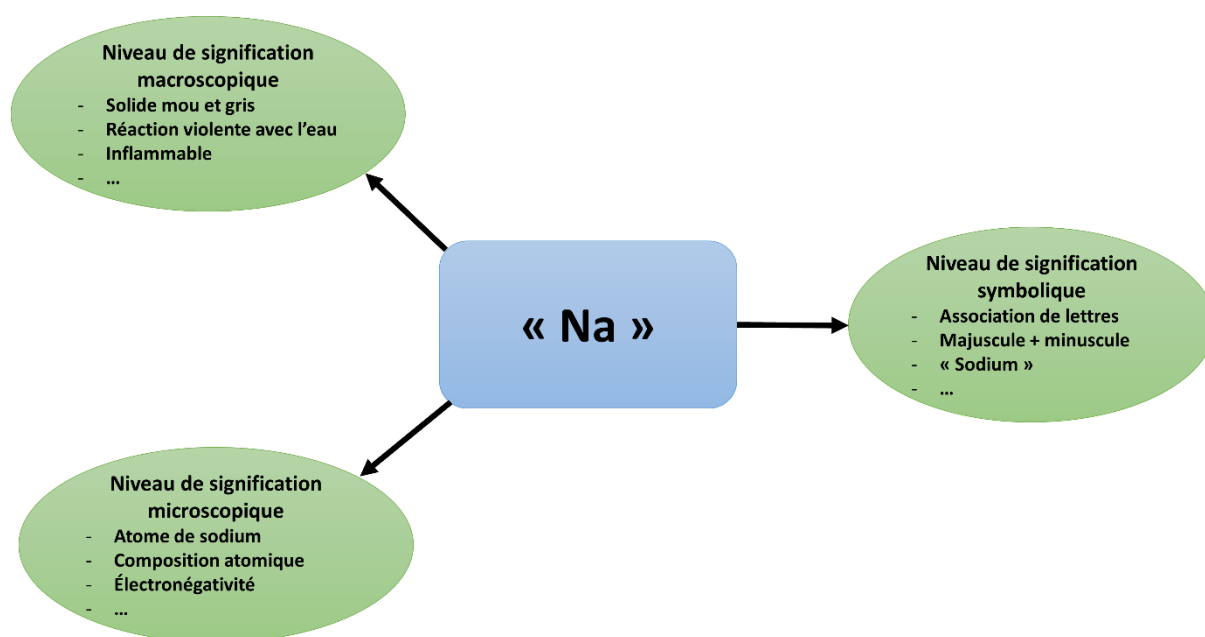 Niveau de signification
macroscopique
- Solide mou et gris
- Réaction violente avec l’eau
- Inflammable
- …
« Na »
Niveau de signification
symbolique
- Association de lettres
- Majuscule + minuscule
- « Sodium »
- …
Niveau de signification
microscopique
- Atome de sodium
- Composition atomique
- Électronégativité
- …